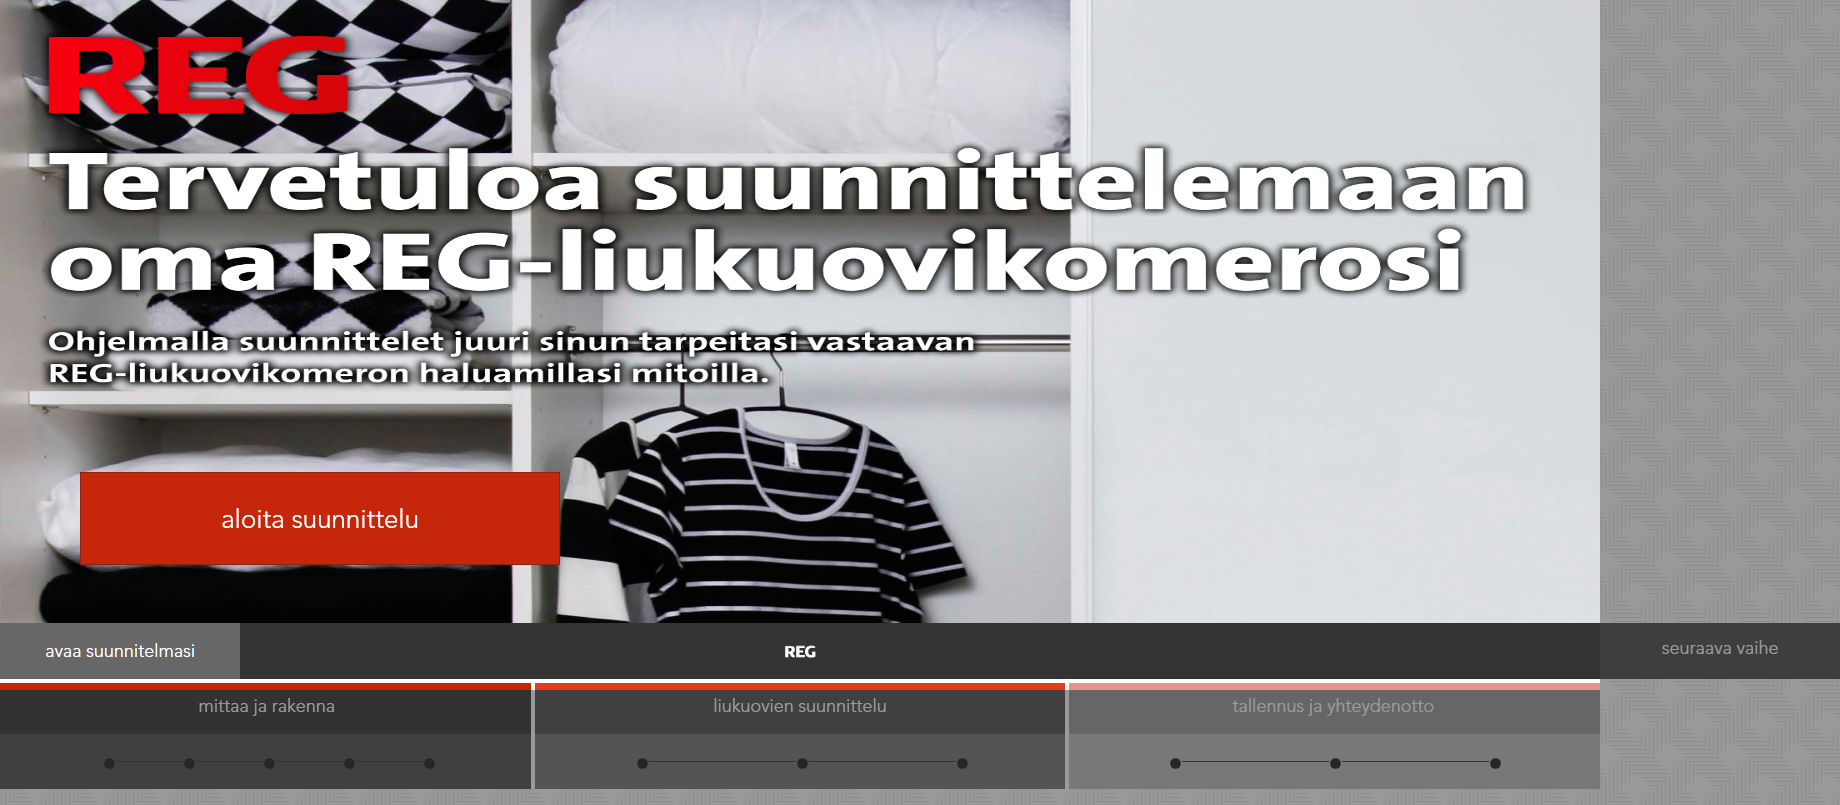 REG
Tervetuloa suunnittelemaan
oma REG-liukuovikomerosi
Ohjelmalla suunnittelet juuri sinun tarpeitasi vastaavan
REG-liukuovikomeron haluamillasi mitoilla.
aloita suunnittelu
avaa suunnitelmasi
REG
seuraava vaihe
mittaa ja rakenna
liukuovien suunnittelu
tallennus ja yhteydenotto